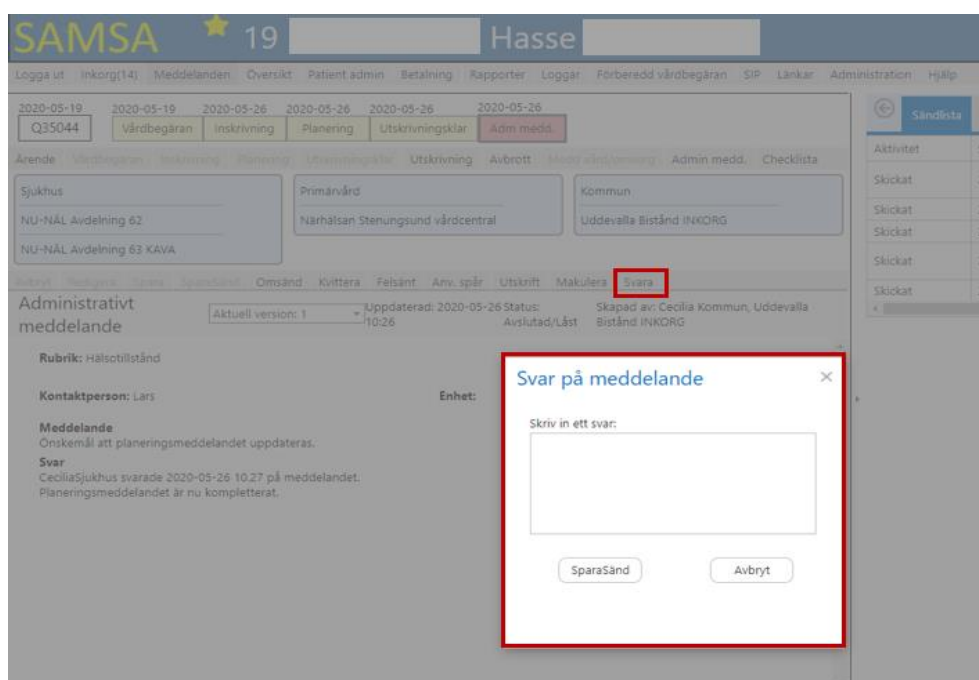 SAMSA 19 Hasse
Logga ut Inkorg(14) Meddelanden Översikt Patient admin Betalning Rapporter Loggar Förberedd vårdbegäran SIP Länkar Administration Hjälp
2020-05-19 2020-05-19 2020-05-26 2020-05-26 2020-05-26 2020-05-26
Q35044 Vårdbegäran Inskrivning Planering Utskrivningsklar Adm medd.
Sändlista
Ärende Vårdbegäran Inskrivning Planering Utskrivningsklar Utskrivning Avbrott Admin medd. Checklista
Aktivitet
Sjukhus Primärvård Kommun
Skickat
NU-NÄL Avdelning 62 Närhälsan Stenungsund vårdcentral Uddevalla Bistånd INKORG
Skickat
Skickat
NU-NÄL Avdelning 63 KAVA
Skickat
Avbryt Redigera Spara SparaSänd Omsänd Kvittera Felsänt Anv. spår Utskrift Makulera Svara
Skickat
Administrativt meddelande
Aktuell version: 1
Uppdaterad: 2020-05-26 10:26
Status: Avslutad/Låst
Skapad av: Cecilia Kommun, Uddevalla Bistånd INKORG
Rubrik: Hälsotillstånd
Kontaktperson: Lars Enhet:
Meddelande
Önskemål att planeringsmeddelandet uppdateras.
Svar
CeciliaSjukhus svarade 2020-05-26 10.27 på meddelandet.
Planeringsmeddelandet är nu kompletterat.
Svar på meddelande
Skriv in ett svar:
SparaSänd Avbryt